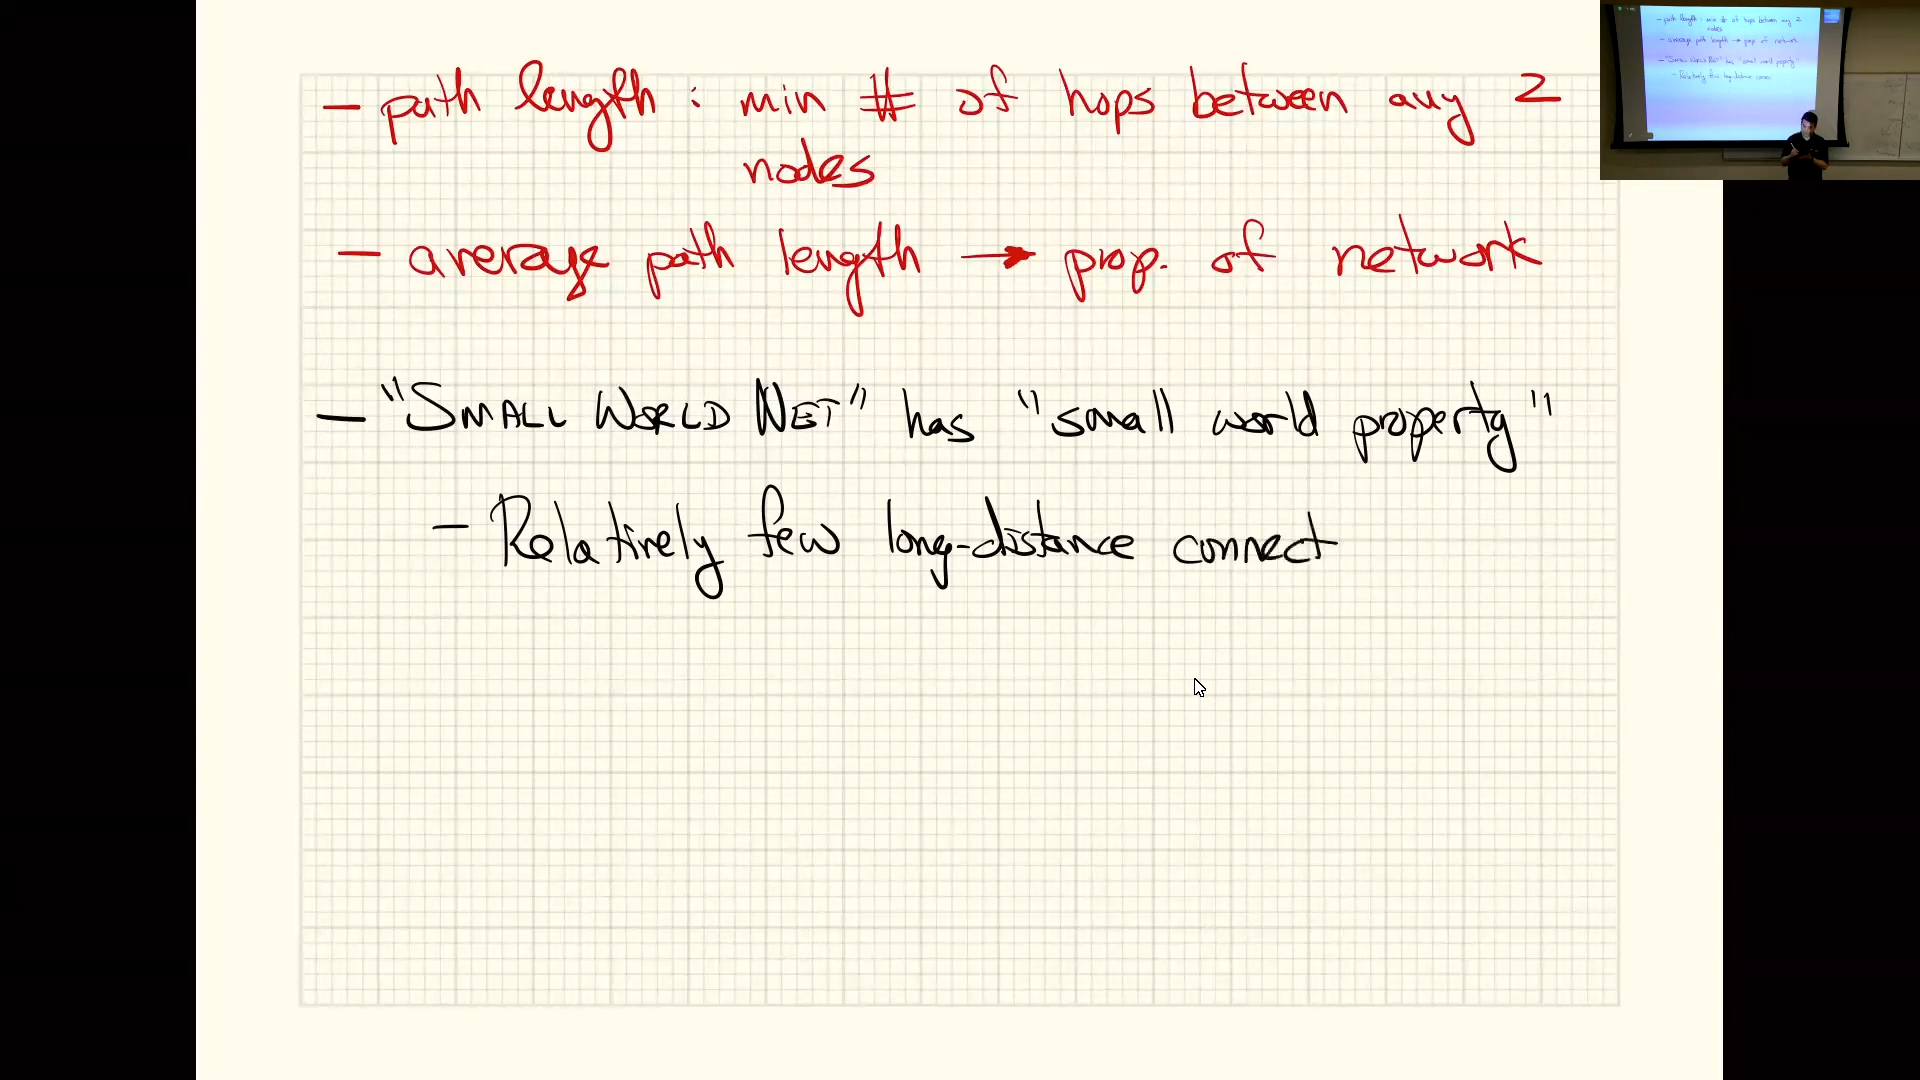 - path length : min # of hops between any 2
nodes
- average path length → prop. of network
- "SMALL WORLD NET" has "small world property"
- Relatively few long-distance connect